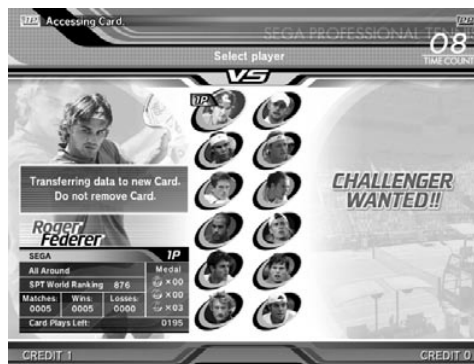 1P Accessing Card.
SEGA PROFESSIONAL TENNIS
08
TIME COUNT
Select player
VS
1P
Transferring data to new Card.
Do not remove Card.
CHALLENGER
WANTED!!
Roger
Federer
SEGA 1P
All Around Medal
SPT World Ranking 876 ×00
Matches: Wins: Losses: ×00
0005 0005 0000 ×03
Card Plays Left: 0195
CREDIT 1 CREDIT 0